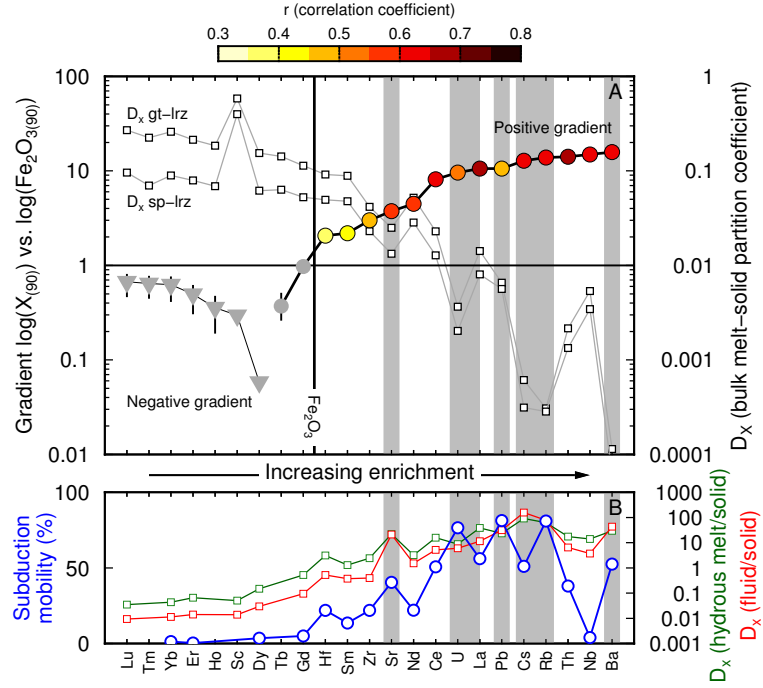 r (correlation coefficient)
0.3 0.4 0.5 0.6 0.7 0.8
Gradient log(X(90)) vs. log(Fe2O3(90))
100
10
1
0.1
0.01
A
Dx gt−lrz
Dx sp−lrz
Positive gradient
Negative gradient
Fe2O3
1
0.1
0.01
0.001
0.0001
DX (bulk melt−solid partition coefficient)
Increasing enrichment
Subduction
mobility (%)
100
50
0
B
1000
100
10
1
0.1
0.01
0.001
Dx (hydrous melt/solid)
Dx (fluid/solid)
Lu Tm Yb Er Ho Sc Dy Tb Gd Hf Sm Zr Sr Nd Ce U La Pb Cs Rb Th Nb Ba